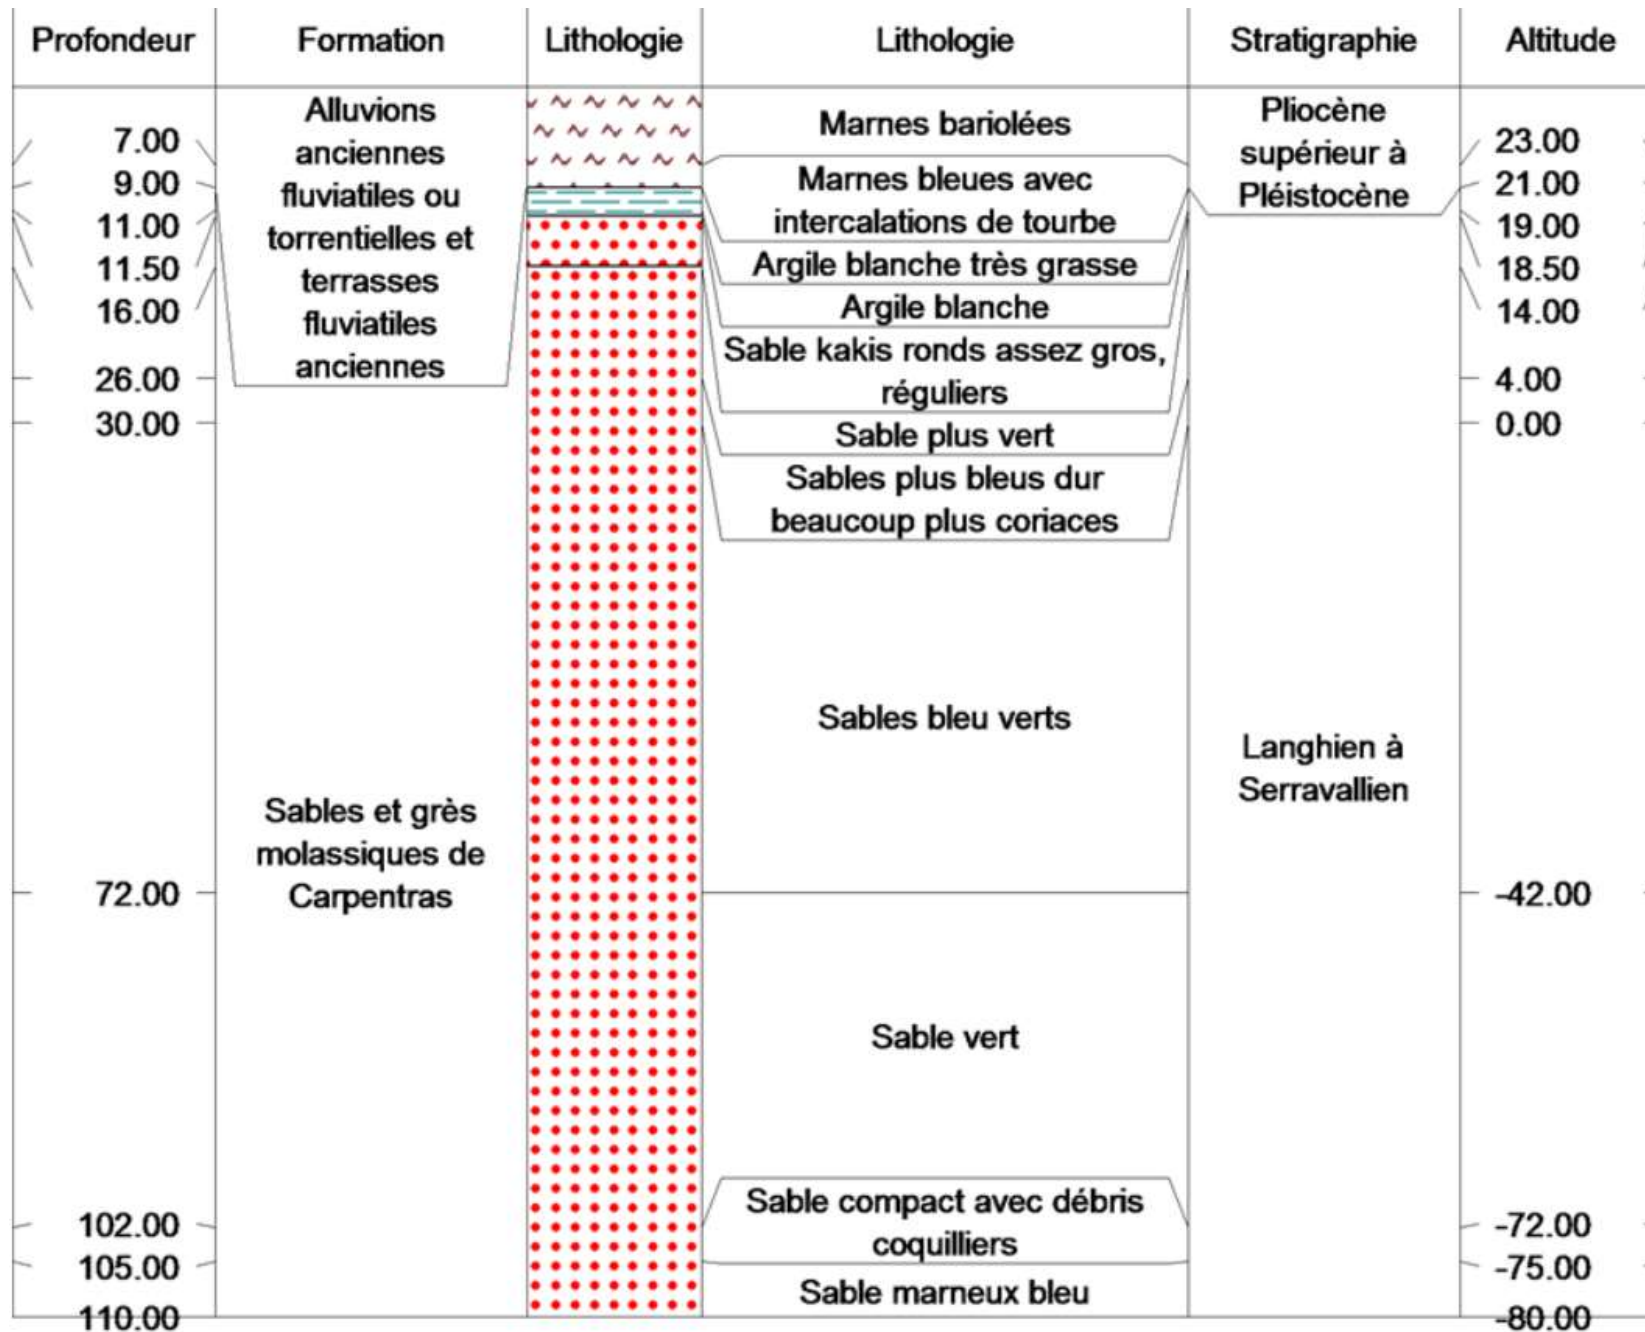 Profondeur
Formation
Lithologie
Lithologie
Stratigraphie
Altitude
7.00
9.00
11.00
11.50
16.00
26.00
30.00
72.00
102.00
105.00
110.00
Alluvions
anciennes
fluviatiles ou
torrentielles et
terrasses
fluviatiles
anciennes
Sables et grès
molassiques de
Carpentras
Marnes bariolées
Marnes bleues avec
intercalations de tourbe
Argile blanche très grasse
Argile blanche
Sable kakis ronds assez gros,
réguliers
Sable plus vert
Sables plus bleus dur
beaucoup plus coriaces
Sables bleu verts
Sable vert
Sable compact avec débris
coquilliers
Sable marneux bleu
Pliocène
supérieur à
Pléistocène
Langhien à
Serravallien
23.00
21.00
19.00
18.50
14.00
4.00
0.00
-42.00
-72.00
-75.00
-80.00